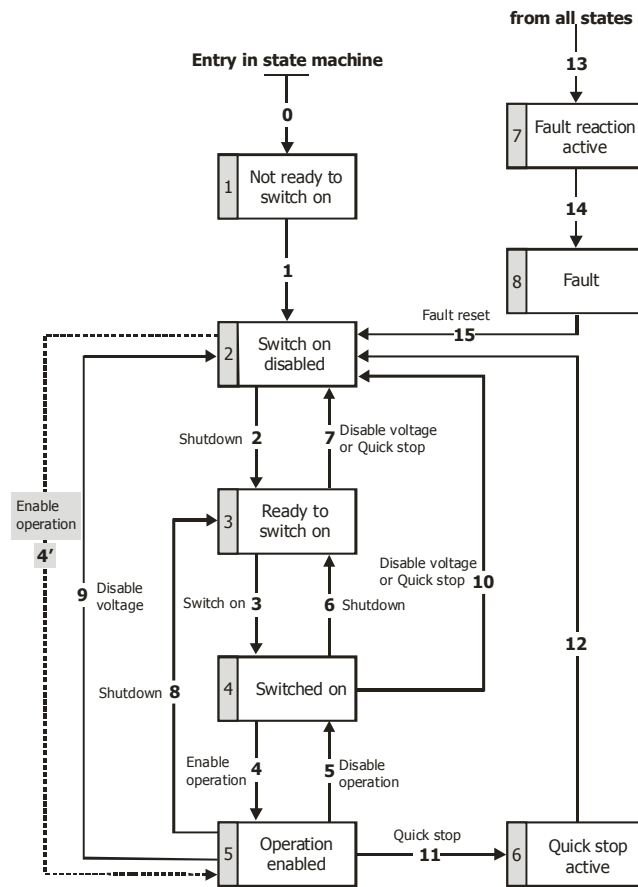 from all states
Entry in state machine
13
0
7
Fault reaction
active
1
Not ready to
switch on
14
8
Fault
1
Fault reset
15
2
Switch on
disabled
Shutdown 2
7 Disable voltage
or Quick stop
Enable
operation
4’
3
Ready to
switch on
9 Disable
voltage
Switch on 3
6 Shutdown
Disable voltage
or Quick stop 10
12
Shutdown 8
4
Switched on
Enable
operation 4
5 Disable
operation
5
Operation
enabled
Quick stop
11
6
Quick stop
active